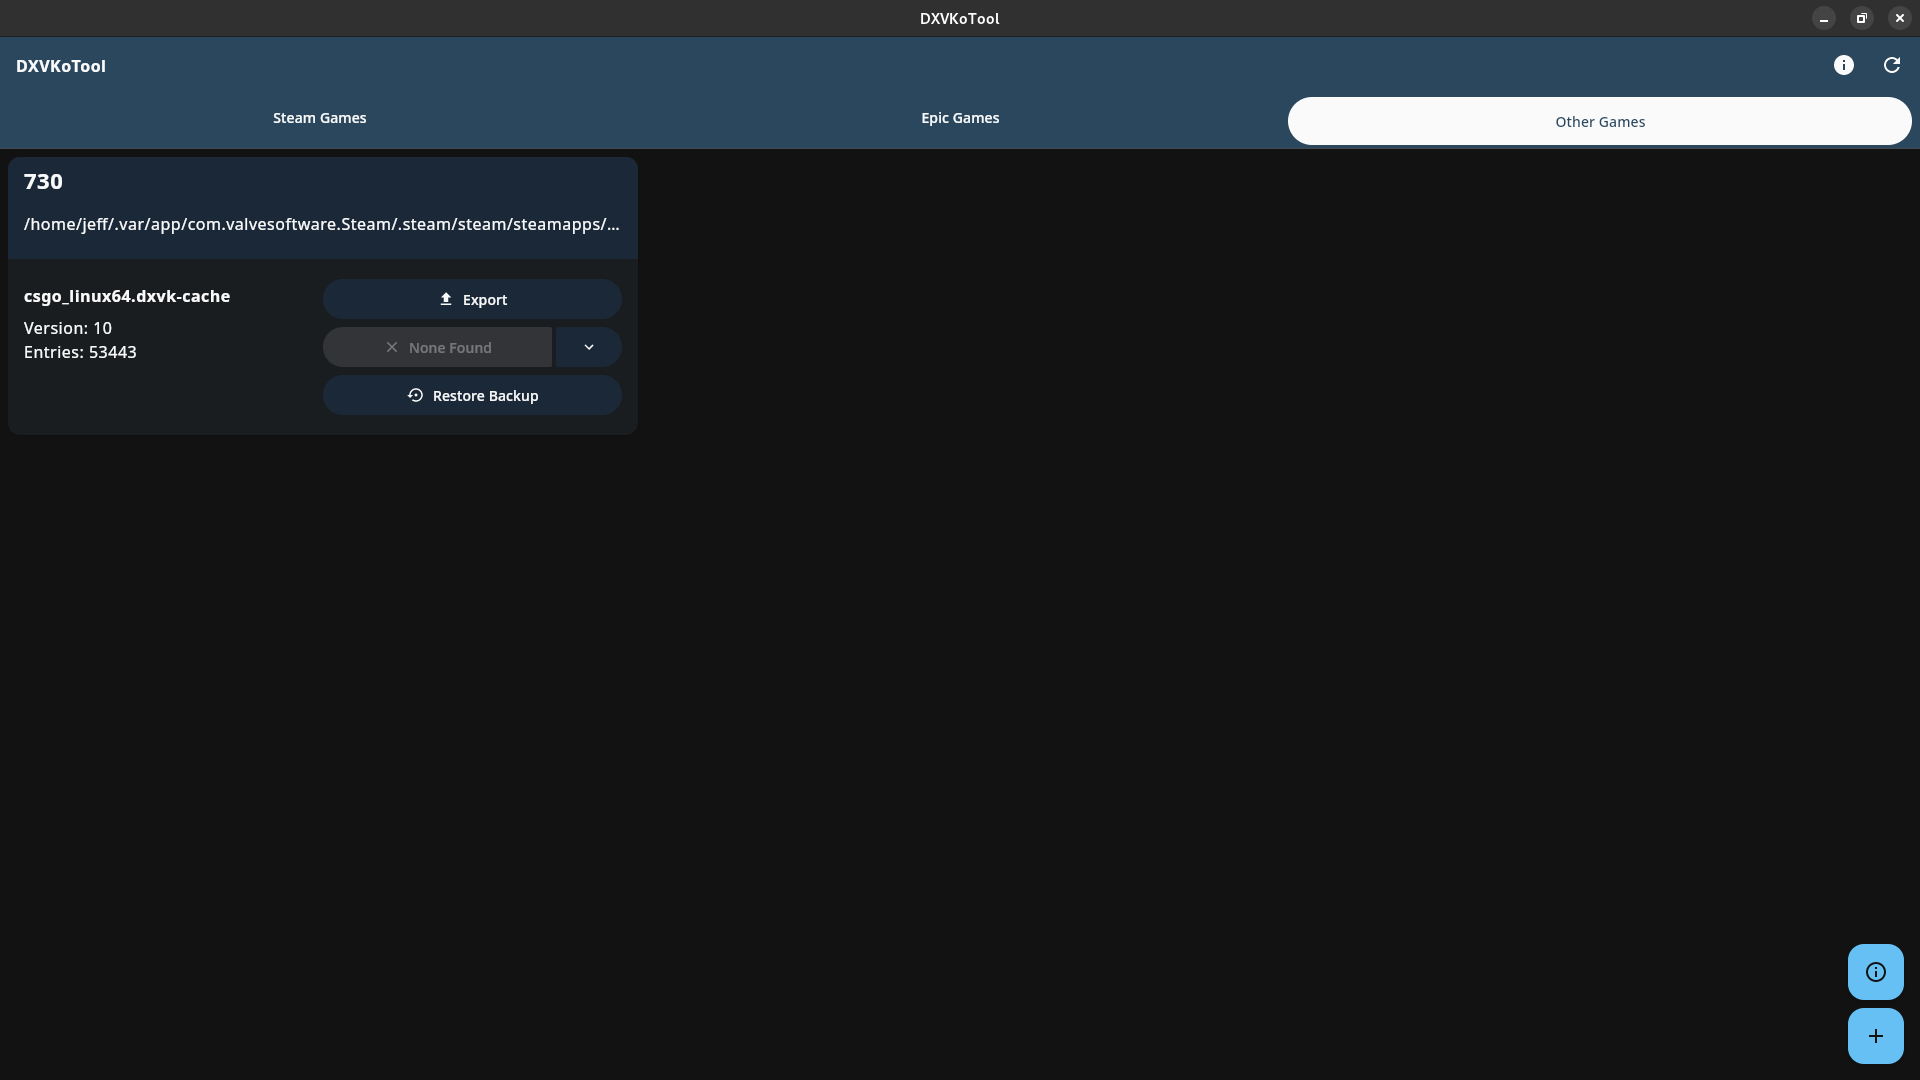 DXVKoTool
DXVKoTool
Steam Games
Epic Games
Other Games
730
/home/jeff/.var/app/com.valvesoftware.Steam/.steam/steam/steamapps/...
csgo_linux64.dxvk-cache
Version: 10
Entries: 53443
Export
None Found
Restore Backup